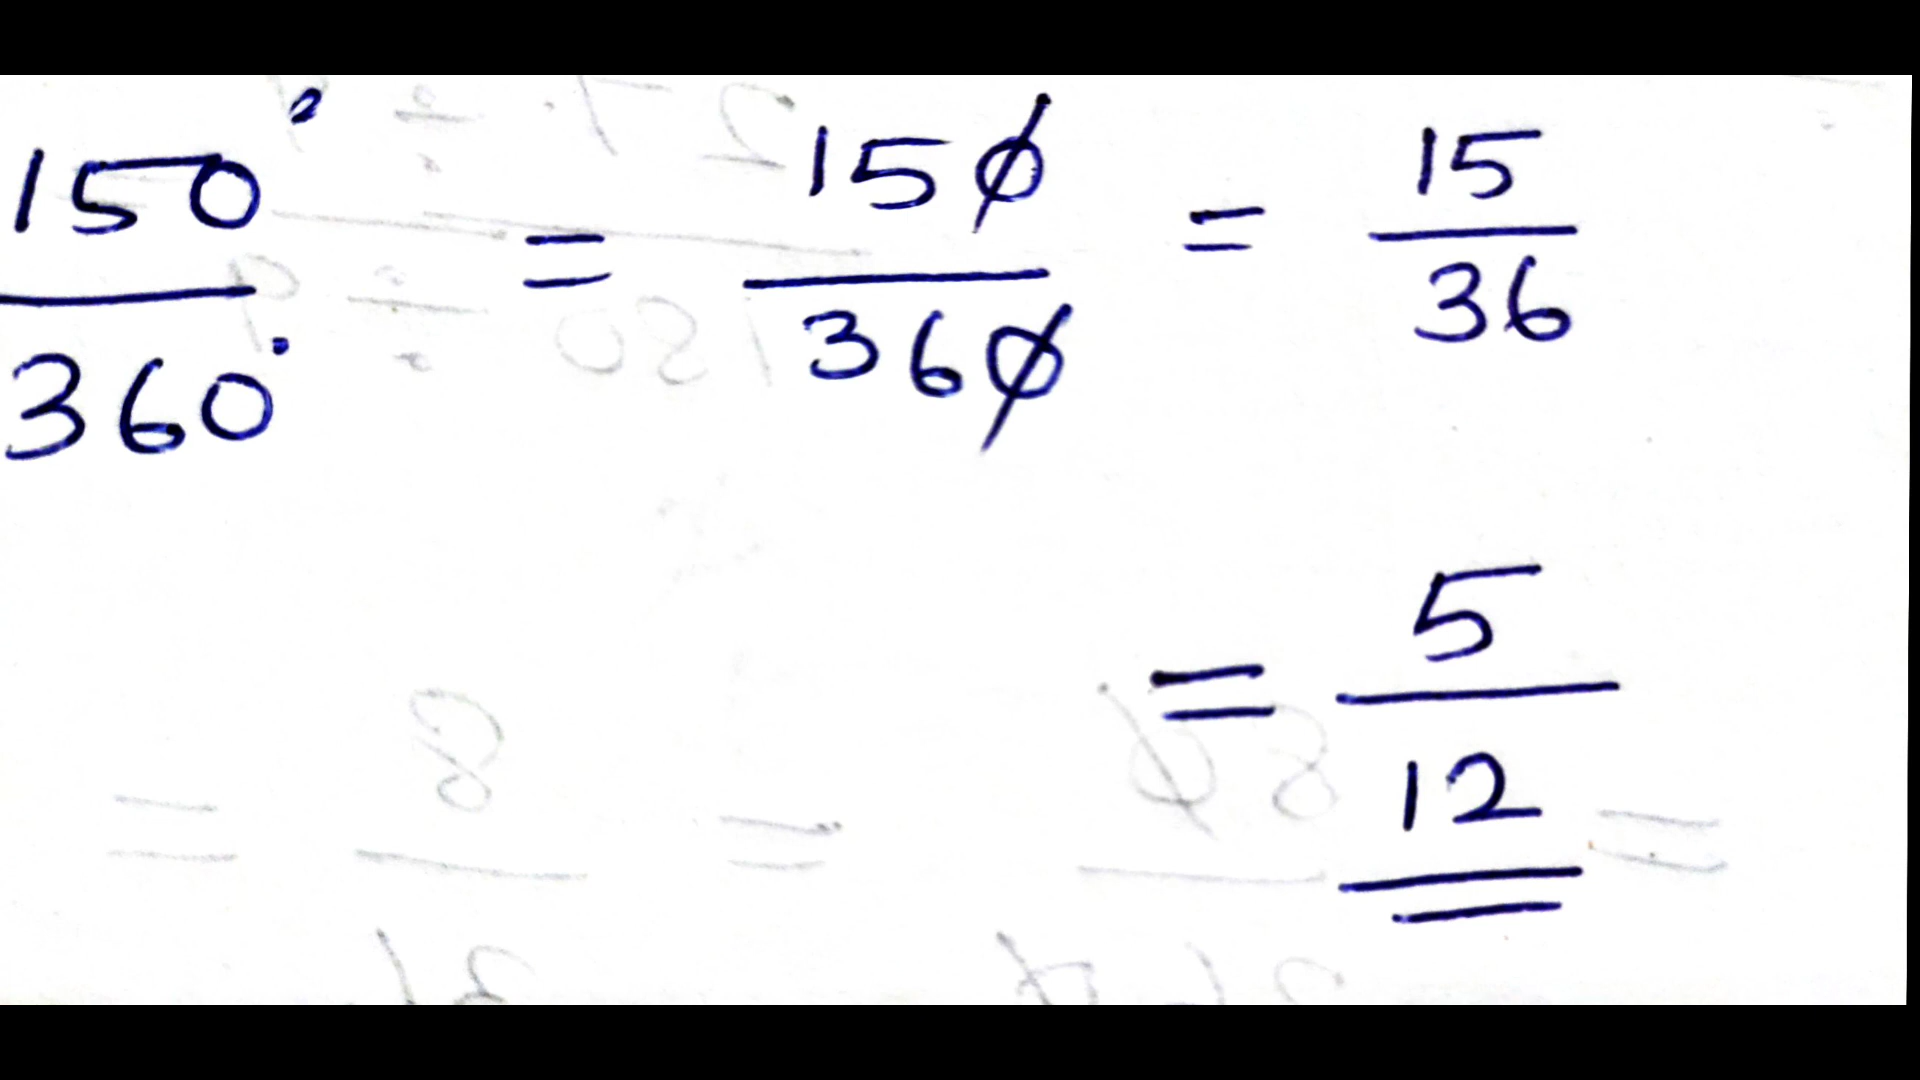 150° / 360° = 150 / 360 = 15 / 36
= 5 / 12